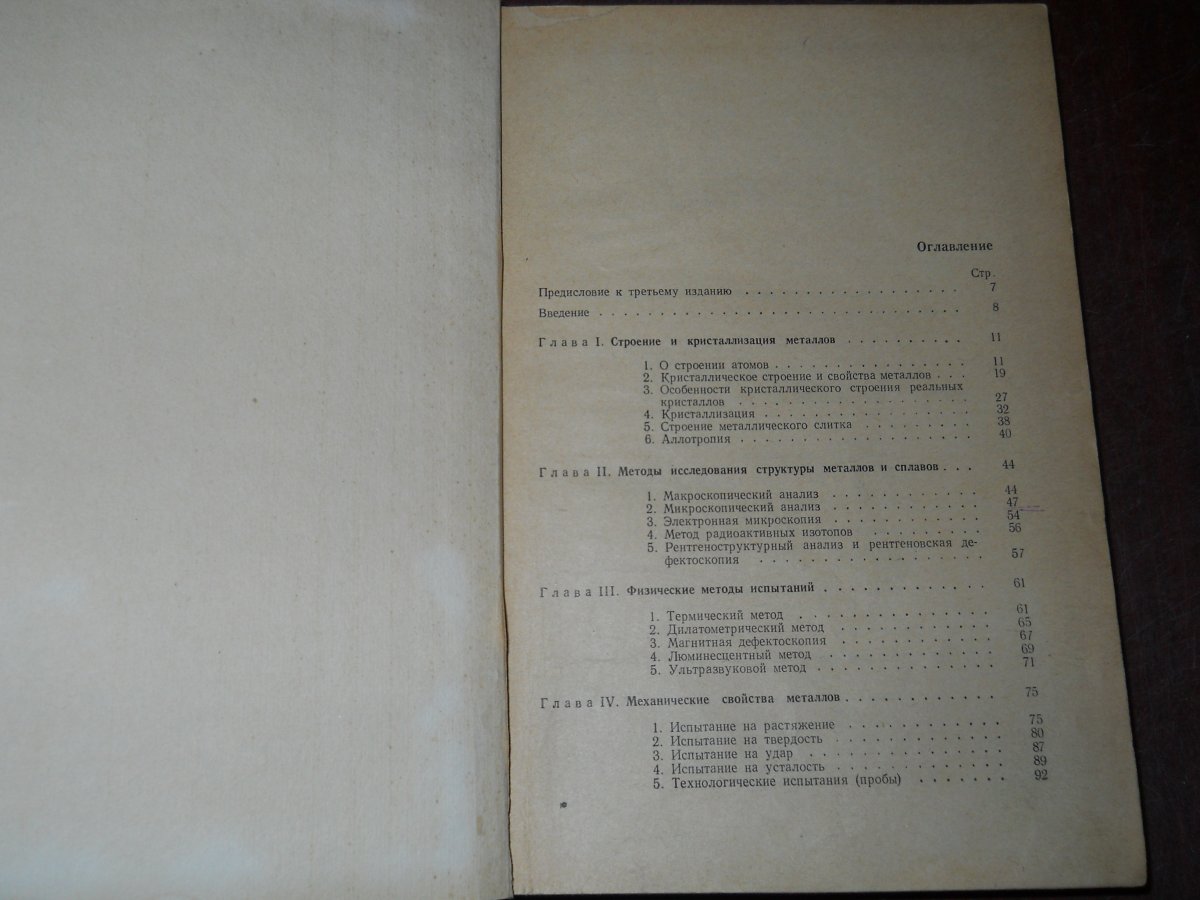 Оглавление
Стр.
Предисловие к третьему изданию . . . . . . . . . . . . . . . . . . 7
Введение . . . . . . . . . . . . . . . . . . . . . . . . . . . . . . 8
Глава I. Строение и кристаллизация металлов . . . . . . . . . . 11
1. О строении атомов . . . . . . . . . . . . . . . . 11
2. Кристаллическое строение и свойства металлов . . . 19
3. Особенности кристаллического строения реальных
кристаллов . . . . . . . . . . . . . . . . . . . 27
4. Кристаллизация . . . . . . . . . . . . . . . . . 32
5. Строение металлического слитка . . . . . . . . . 38
6. Аллотропия . . . . . . . . . . . . . . . . . . . 40
Глава II. Методы исследования структуры металлов и сплавов . . . 44
1. Макроскопический анализ . . . . . . . . . . . . 44
2. Микроскопический анализ . . . . . . . . . . . . 47
3. Электронная микроскопия . . . . . . . . . . . . 54
4. Метод радиоактивных изотопов . . . . . . . . . 56
5. Рентгеноструктурный анализ и рентгеновская де-
фектоскопия . . . . . . . . . . . . . . . . . . 57
Глава III. Физические методы испытаний . . . . . . . . . . . . 61
1. Термический метод . . . . . . . . . . . . . . . 61
2. Дилатометрический метод . . . . . . . . . . . . 65
3. Магнитная дефектоскопия . . . . . . . . . . . . 67
4. Люминесцентный метод . . . . . . . . . . . . . 69
5. Ультразвуковой метод . . . . . . . . . . . . . 71
Глава IV. Механические свойства металлов . . . . . . . . . . . . 75
1. Испытание на растяжение . . . . . . . . . . . . 75
2. Испытание на твердость . . . . . . . . . . . . 80
3. Испытание на удар . . . . . . . . . . . . . . . 87
4. Испытание на усталость . . . . . . . . . . . . 89
5. Технологические испытания (пробы) . . . . . . . 92